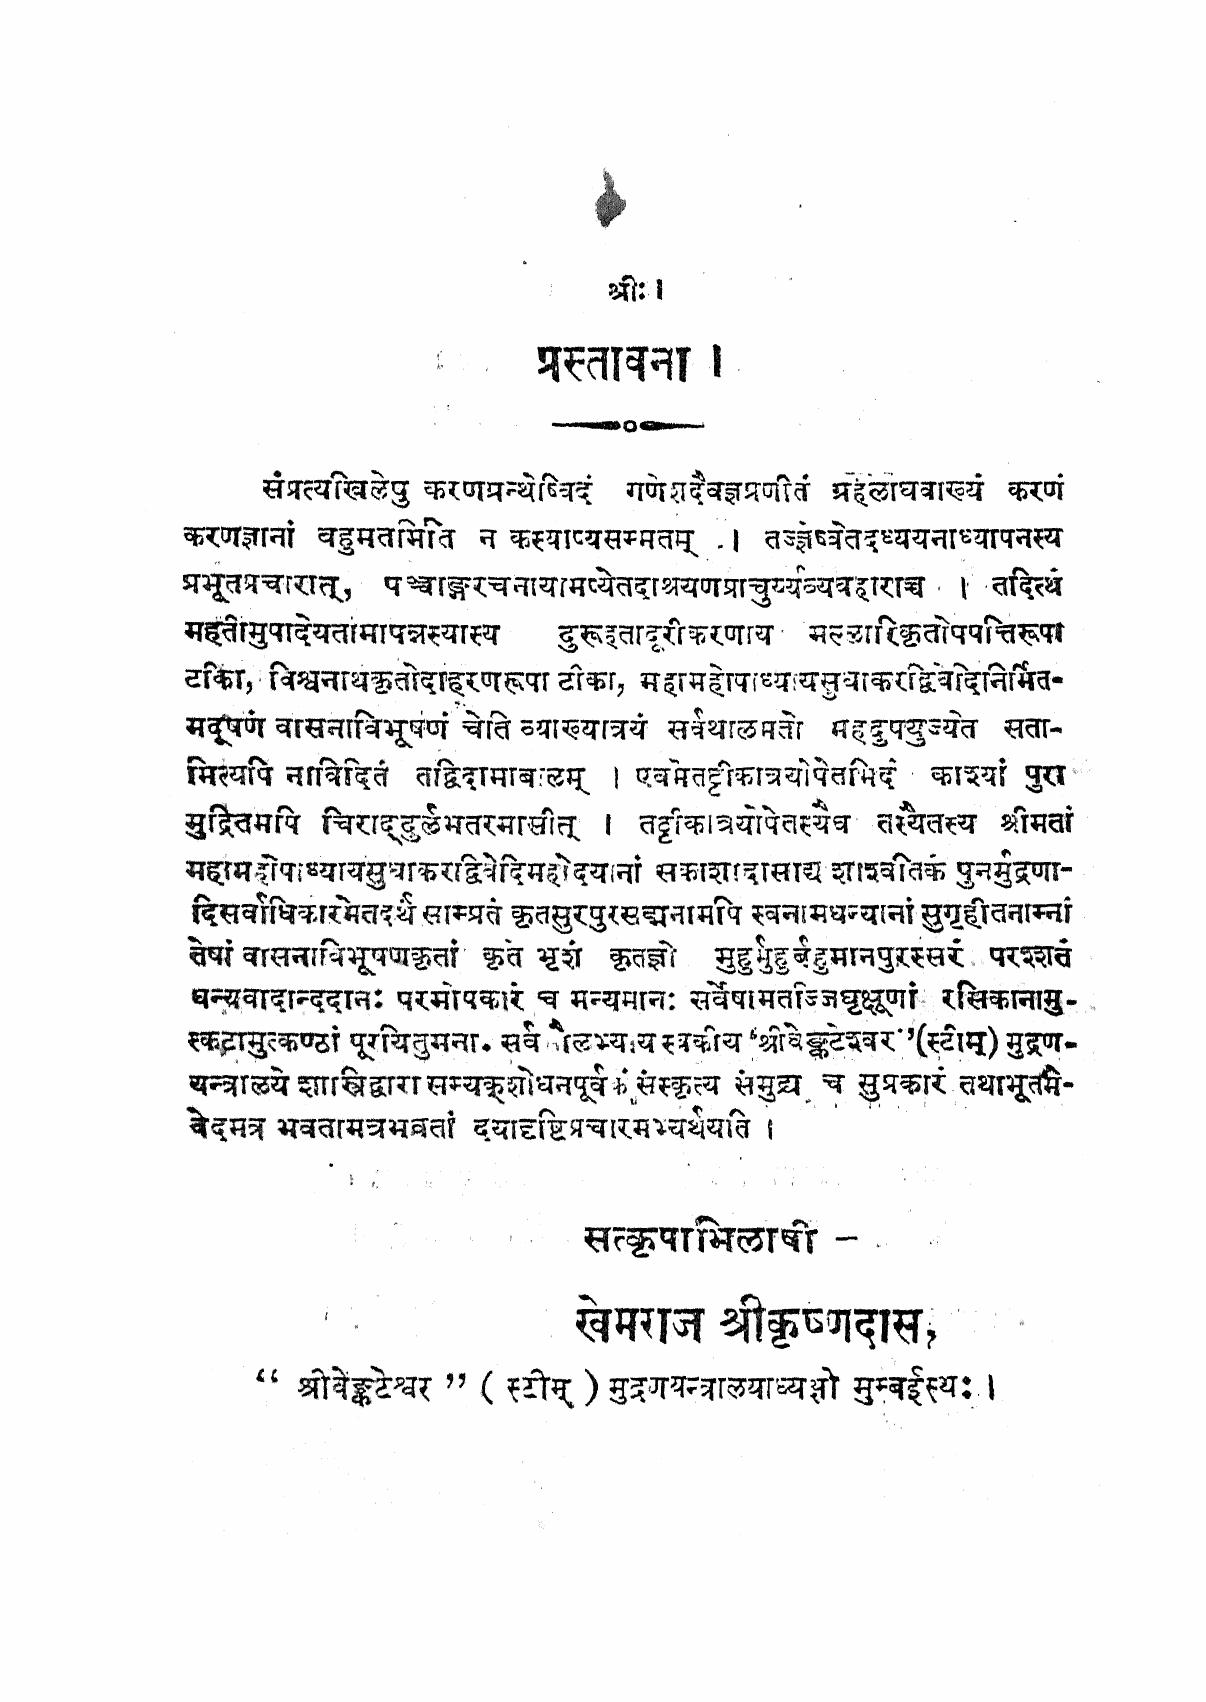 श्रीः।
प्रस्तावना ।
संप्रत्यखिलेषु करणग्रन्थेष्विदं गणेशदैवज्ञप्रणीतं ग्रहलाघवाख्यं करणं
करणज्ञानां बहुमतमिति न कस्याप्यसम्मतम् । तज्ज्ञेष्वेतदध्ययनाध्यापनस्य
प्रभूतप्रचारात्, पञ्चाङ्गरचनायामप्येतदाश्रयणप्राचुर्य्यव्यवहाराच्च । तदित्थं
महतीमुपादेयतामापन्नस्यास्य दुरूहतादूरीकरणाय मल्लारिकृतोपपत्तिरूपा
टीका, विश्वनाथकृतोदाहरणरूपा टीका, महामहोपाध्यायसुधाकरद्विवेदिनिर्मित-
मदूषणं वासनाविभूषणं चेति व्याख्यात्रयं सर्वथालमतो महदुपयुज्येत सता-
मित्यपि नाविदितं तद्विदामाबालम् । एवमेतट्टीकात्रयोपेतमिदं काश्यां पुरा
मुद्रितमपि चिराद्दुर्लभतरमासीत् । तट्टीकात्रयोपेतस्यैव तस्यैतस्य श्रीमतां
महामहोपाध्यायसुधाकरद्विवेदिमहोदयानां सकाशादासाद्य शाश्वतिकं पुनर्मुद्रणा-
दिसर्वाधिकारमेतदर्थं साम्प्रतं कृतसुरपुरसद्मनामपि स्वनामधन्यानां सुगृहीतनाम्नां
तेषां वासनाविभूषणकृतां कृते भृशं कृतज्ञो मुहुर्मुहुर्बहुमानपुरस्सरं परश्शतं
धन्यवादान्ददानः परमोपकारं च मन्यमानः सर्वेषामेतज्जिघृक्षूणां रसिकानामु-
त्कटामुत्कण्ठां पूरयितुमनाः सर्वसौलभ्याय स्वकीय ‘श्रीवेङ्कटेश्वर’ (स्टीम्) मुद्रण-
यन्त्रालये शास्त्रिद्वारा सम्यक्शोधनपूर्वकं संस्कृत्य संमुद्र्य च सुप्रकारं तथाभूतमे-
वेदमत्र भवतामत्रभवतां दयादृष्टिप्रचारमभ्यर्थयति ।
सत्कृपाभिलाषी –
खेमराज श्रीकृष्णदास,
“ श्रीवेङ्कटेश्वर ” ( स्टीम् ) मुद्रणयन्त्रालयाध्यक्षो मुम्बईस्थः ।